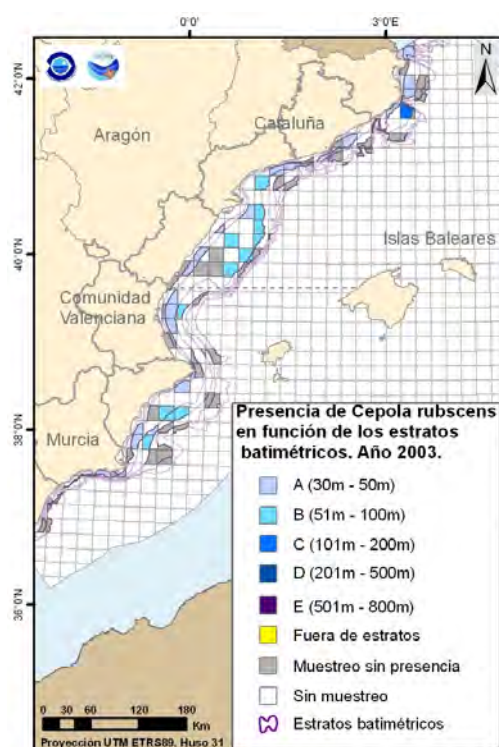 0°0' 3°0'E
42°0'N
N
Aragón
Cataluña
40°0'N
Islas Baleares
Comunidad
Valenciana
38°0'N
Murcia
36°0'N
Presencia de Cepola rubscens
en función de los estratos
batimétricos. Año 2003.
A (30m - 50m)
B (51m - 100m)
C (101m - 200m)
D (201m - 500m)
E (501m - 800m)
Fuera de estratos
Muestreo sin presencia
Sin muestreo
Estratos batimétricos
0 30 60 120 180
Km
Proyección UTM ETRS89. Huso 31